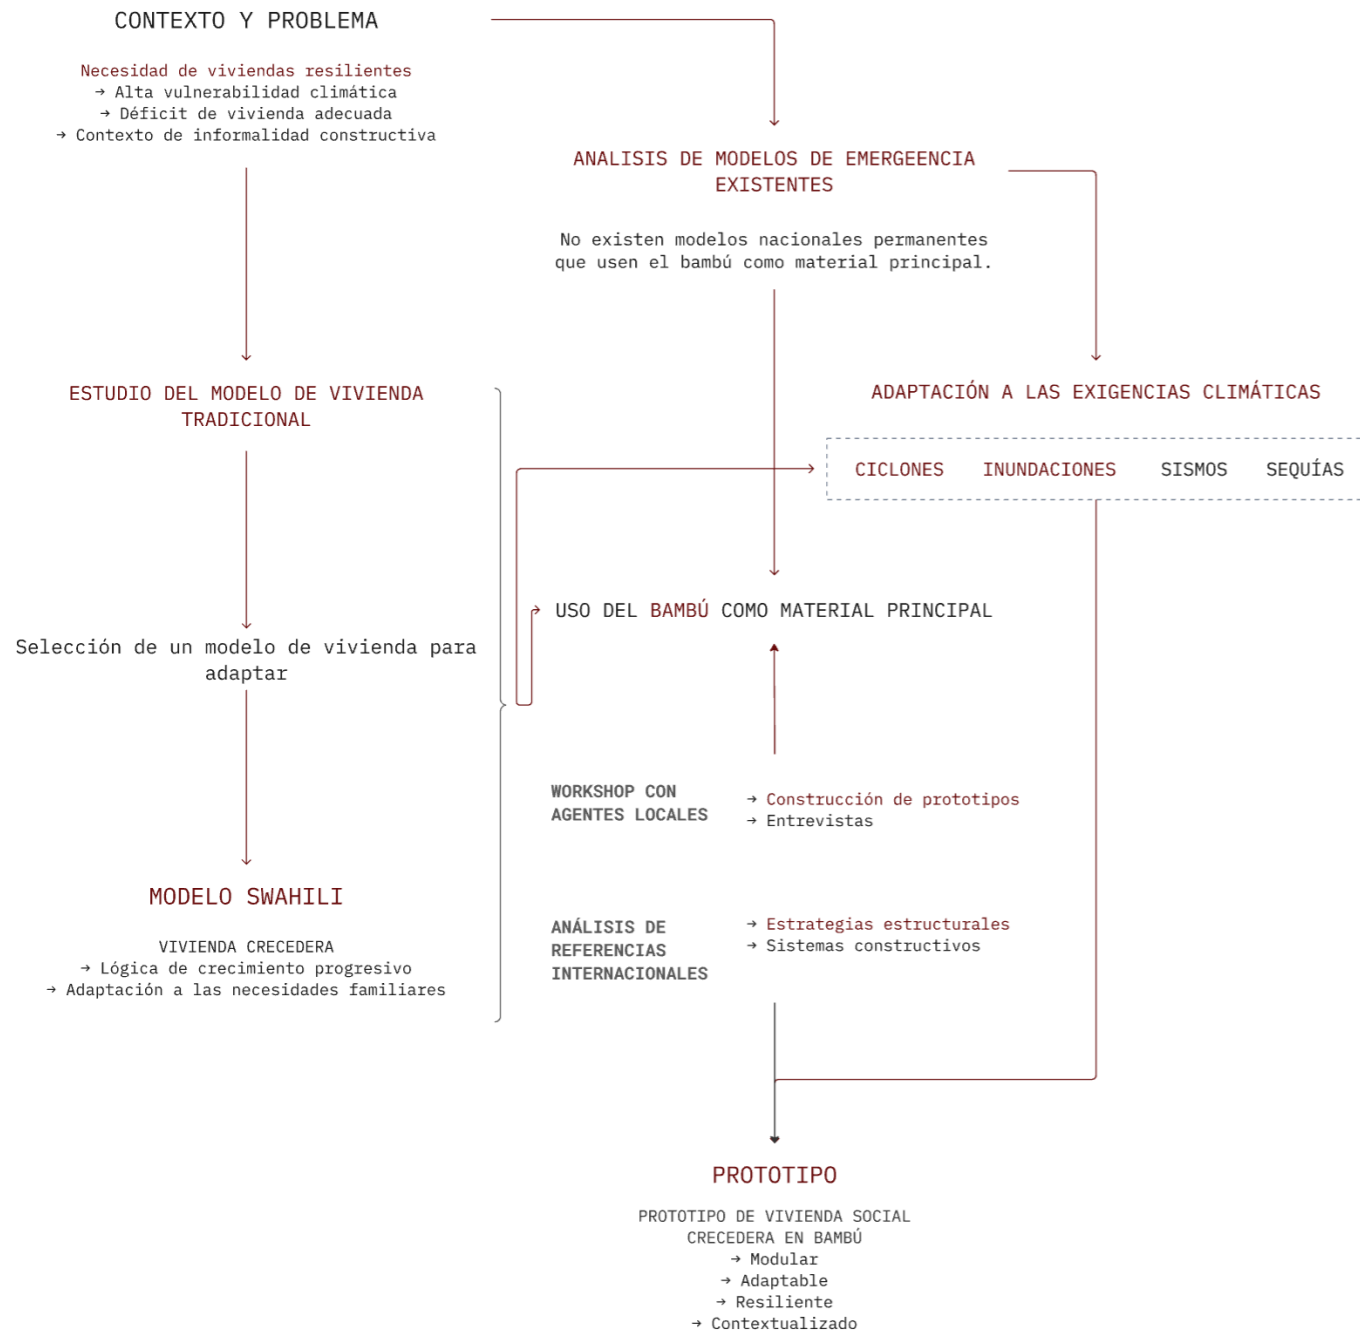 CONTEXTO Y PROBLEMA
Necesidad de viviendas resilientes
→ Alta vulnerabilidad climática
→ Déficit de vivienda adecuada
→ Contexto de informalidad constructiva
ANALISIS DE MODELOS DE EMERGEENCIA
EXISTENTES
No existen modelos nacionales permanentes
que usen el bambú como material principal.
ESTUDIO DEL MODELO DE VIVIENDA
TRADICIONAL
ADAPTACIÓN A LAS EXIGENCIAS CLIMÁTICAS
CICLONES INUNDACIONES SISMOS SEQUÍAS
USO DEL BAMBÚ COMO MATERIAL PRINCIPAL
Selección de un modelo de vivienda para
adaptar
WORKSHOP CON
AGENTES LOCALES
→ Construcción de prototipos
→ Entrevistas
MODELO SWAHILI
VIVIENDA CRECEDERA
→ Lógica de crecimiento progresivo
→ Adaptación a las necesidades familiares
ANÁLISIS DE
REFERENCIAS
INTERNACIONALES
→ Estrategias estructurales
→ Sistemas constructivos
PROTOTIPO
PROTOTIPO DE VIVIENDA SOCIAL
CRECEDERA EN BAMBÚ
→ Modular
→ Adaptable
→ Resiliente
→ Contextualizado